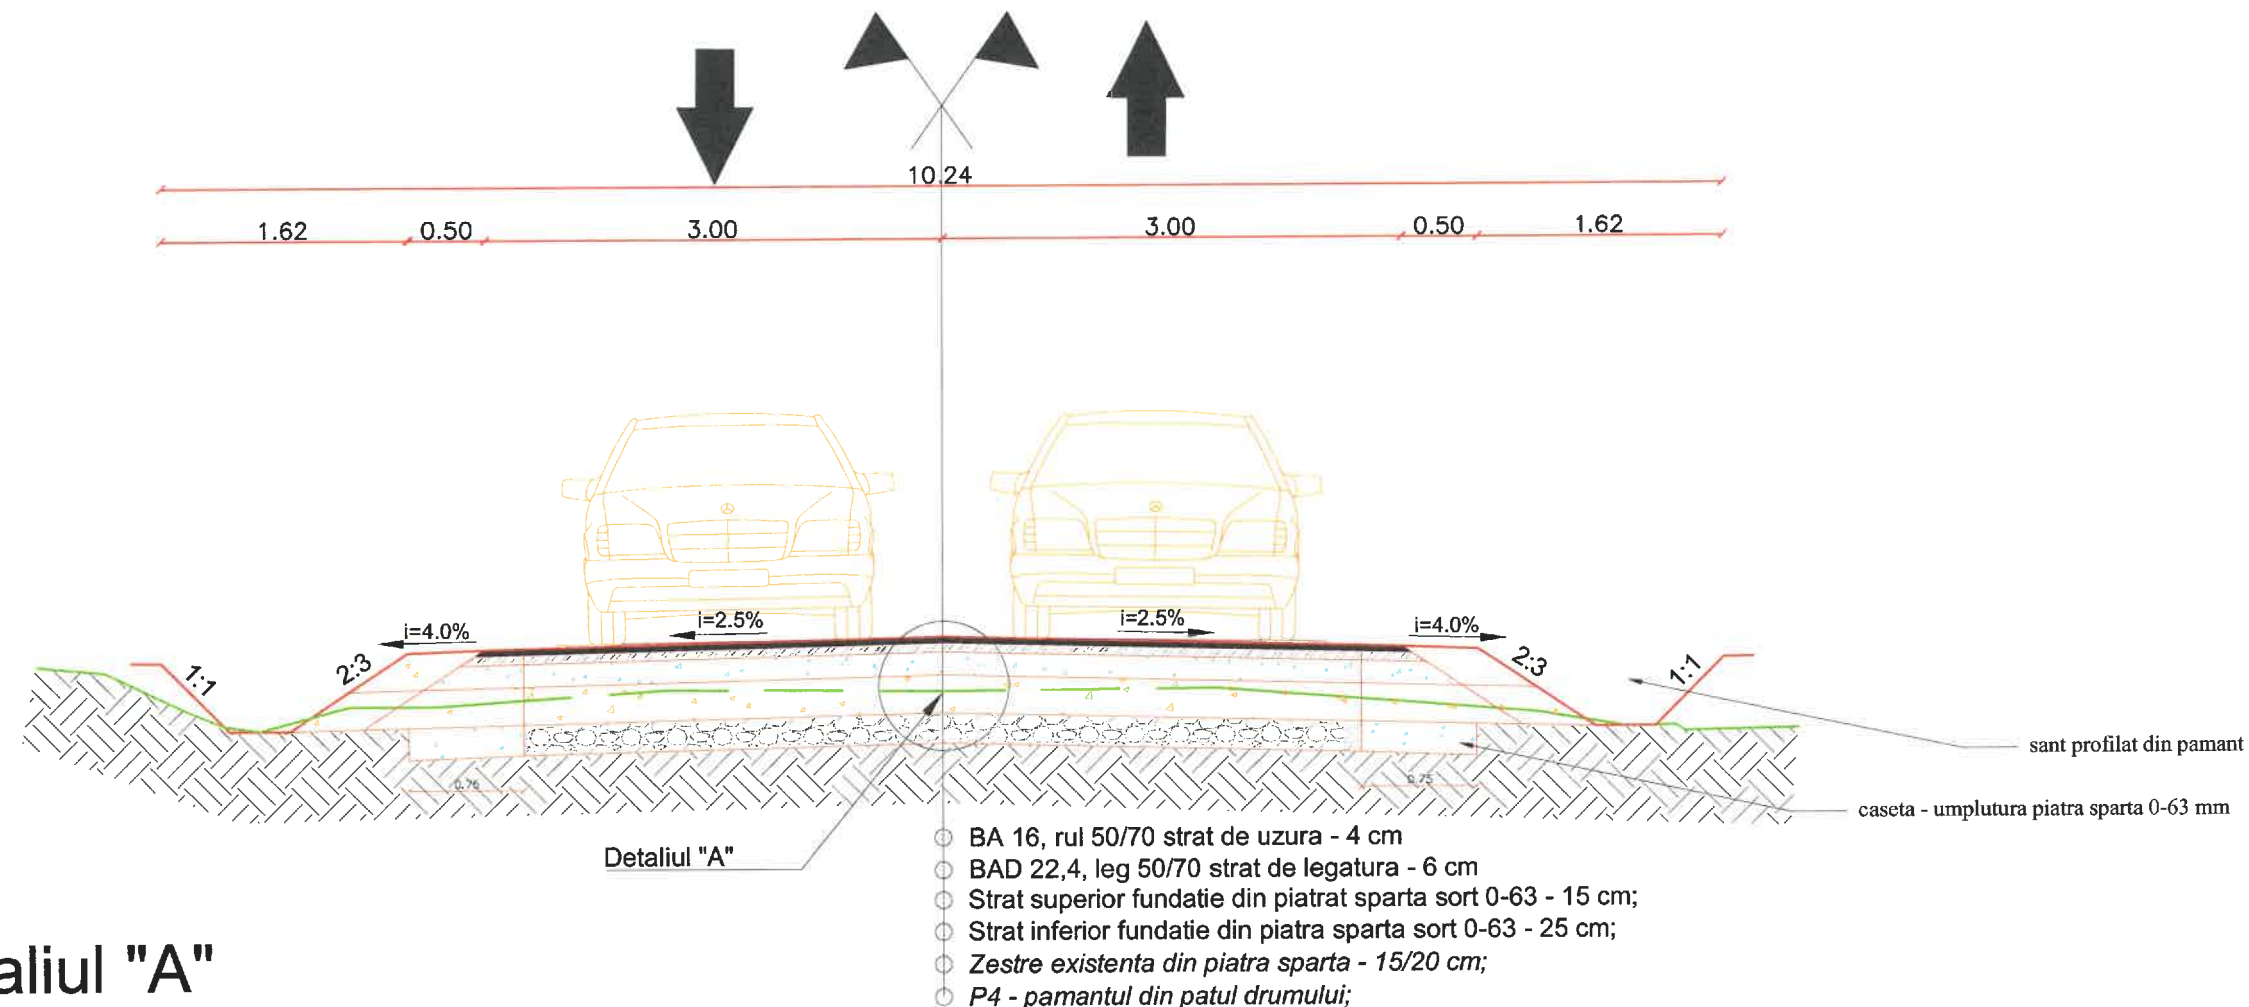 10.24
1.62 0.50 3.00 3.00 0.50 1.62
i=4.0% i=2.5% i=2.5% i=4.0%
1:1 2:3 2:3 1:1
sant profilat din pamant
0.75
caseta - umplutura piatra sparta 0-63 mm
Detaliul "A"
BA 16, rul 50/70 strat de uzura - 4 cm
BAD 22,4, leg 50/70 strat de legatura - 6 cm
Strat superior fundatie din piatrat sparta sort 0-63 - 15 cm;
Strat inferior fundatie din piatra sparta sort 0-63 - 25 cm;
Zestre existenta din piatra sparta - 15/20 cm;
P4 - pamantul din patul drumului;
aliul "A"